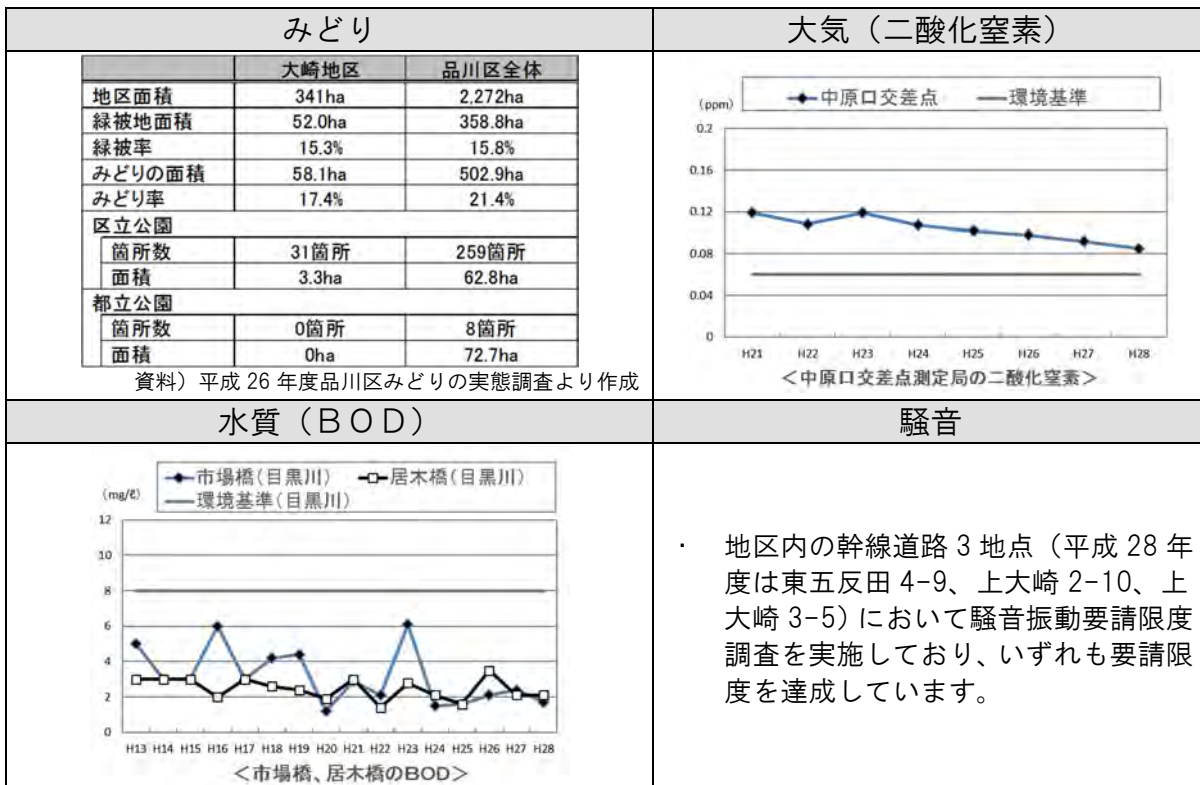 みどり
大崎地区 品川区全体
地区面積 341ha 2,272ha
緑被地面積 52.0ha 358.8ha
緑被率 15.3% 15.8%
みどりの面積 58.1ha 502.9ha
みどり率 17.4% 21.4%
区立公園
箇所数 31箇所 259箇所
面積 3.3ha 62.8ha
都立公園
箇所数 0箇所 8箇所
面積 0ha 72.7ha
資料）平成 26 年度品川区みどりの実態調査より作成
大気（二酸化窒素）
(ppm) 中原口交差点 環境基準
0.2
0.16
0.12
0.08
0.04
0
H21 H22 H23 H24 H25 H26 H27 H28
＜中原口交差点測定局の二酸化窒素＞
水質（ＢＯＤ）
市場橋(目黒川) 居木橋(目黒川)
(mg/ℓ) 環境基準(目黒川)
12
10
8
6
4
2
0
H13 H14 H15 H16 H17 H18 H19 H20 H21 H22 H23 H24 H25 H26 H27 H28
＜市場橋、居木橋のBOD＞
騒音
・ 地区内の幹線道路 3 地点（平成 28 年
度は東五反田 4-9、上大崎 2-10、上
大崎 3-5）において騒音振動要請限度
調査を実施しており、いずれも要請限
度を達成しています。